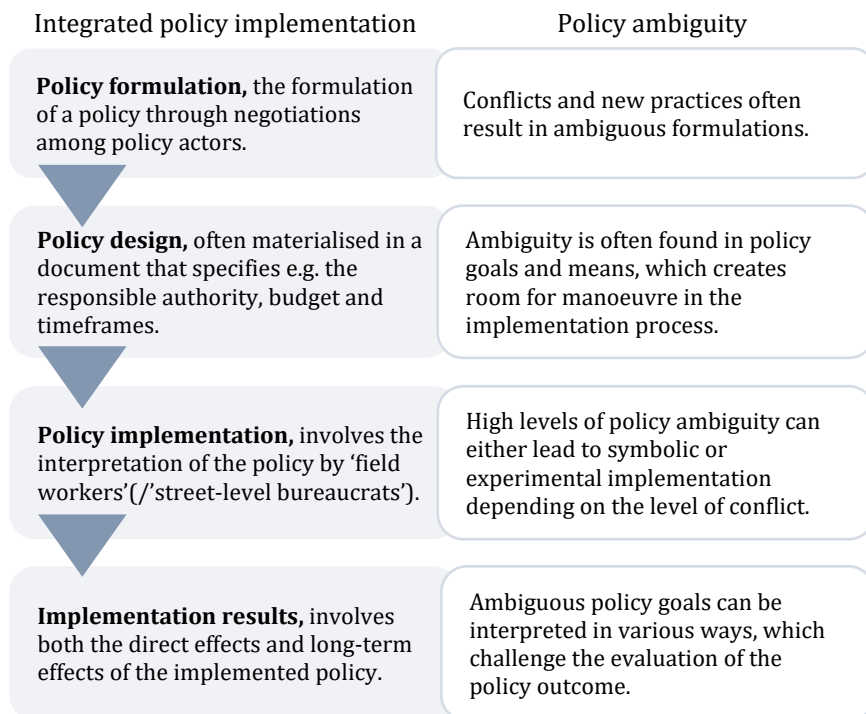 Integrated policy implementation
Policy ambiguity
Policy formulation, the formulation
of a policy through negotiations
among policy actors.
Conflicts and new practices often
result in ambiguous formulations.
Policy design, often materialised in a
document that specifies e.g. the
responsible authority, budget and
timeframes.
Ambiguity is often found in policy
goals and means, which creates
room for manoeuvre in the
implementation process.
Policy implementation, involves the
interpretation of the policy by ‘field
workers’(/’street-level bureaucrats’).
High levels of policy ambiguity can
either lead to symbolic or
experimental implementation
depending on the level of conflict.
Implementation results, involves
both the direct effects and long-term
effects of the implemented policy.
Ambiguous policy goals can be
interpreted in various ways, which
challenge the evaluation of the
policy outcome.